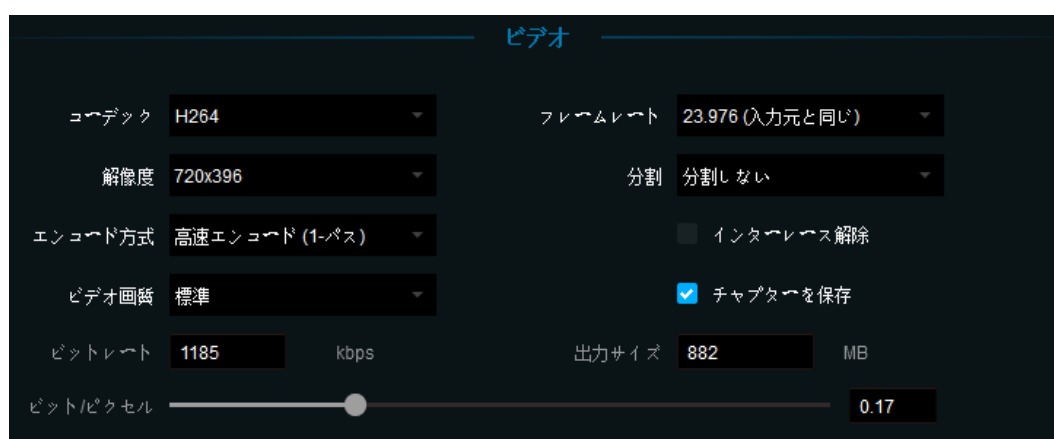 ビデオ
コーデック H264 フレームレート 23.976 (入力元と同じ)
解像度 720x396 分割 分割しない
エンコード方式 高速エンコード (1-パス) インターレース解除
ビデオ画質 標準 チャプターを保存
ビットレート 1185 kbps 出力サイズ 882 MB
ビット/ピクセル 0.17